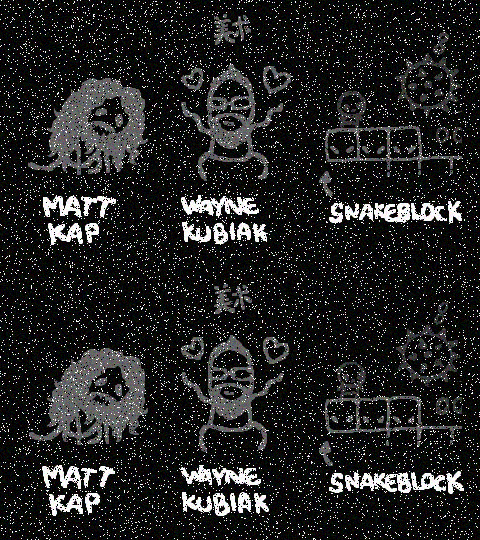 美术
MATT
KAP
WAYNE
KUBIAK
SNAKEBLOCK
美术
MATT
KAP
WAYNE
KUBIAK
SNAKEBLOCK